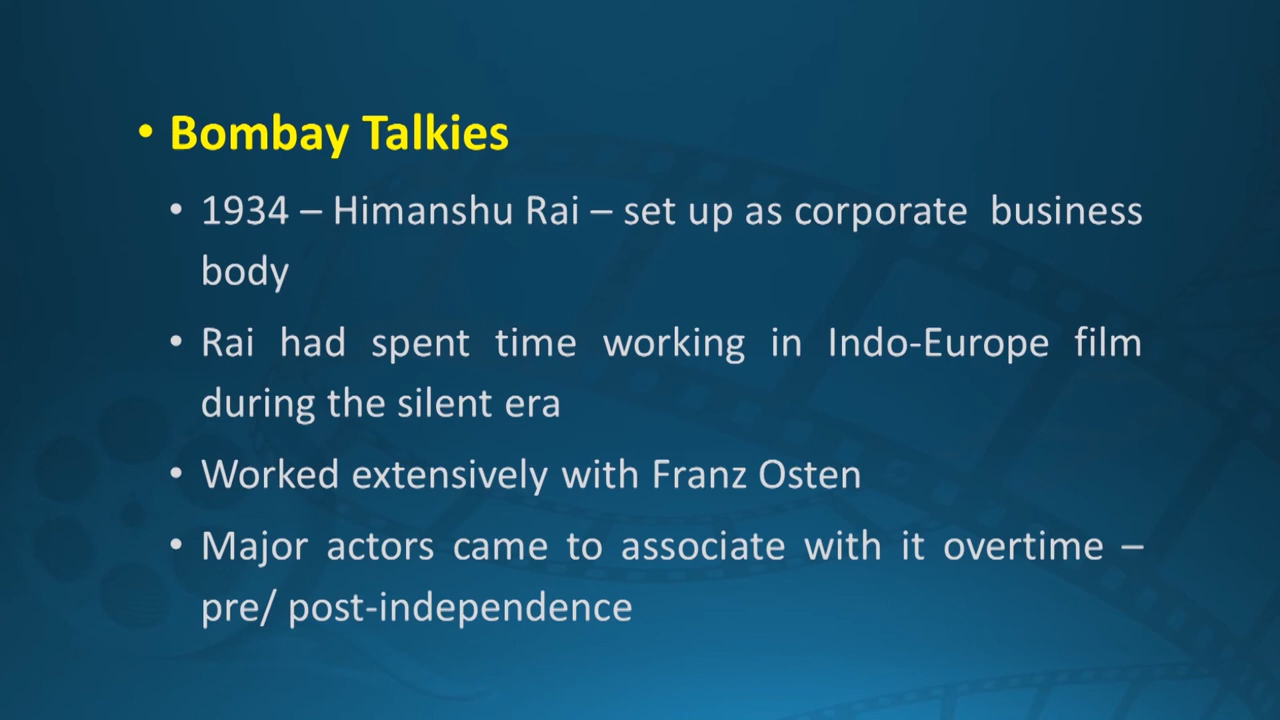 • Bombay Talkies
• 1934 – Himanshu Rai – set up as corporate business
body
• Rai had spent time working in Indo-Europe film
during the silent era
• Worked extensively with Franz Osten
• Major actors came to associate with it overtime –
pre/ post-independence